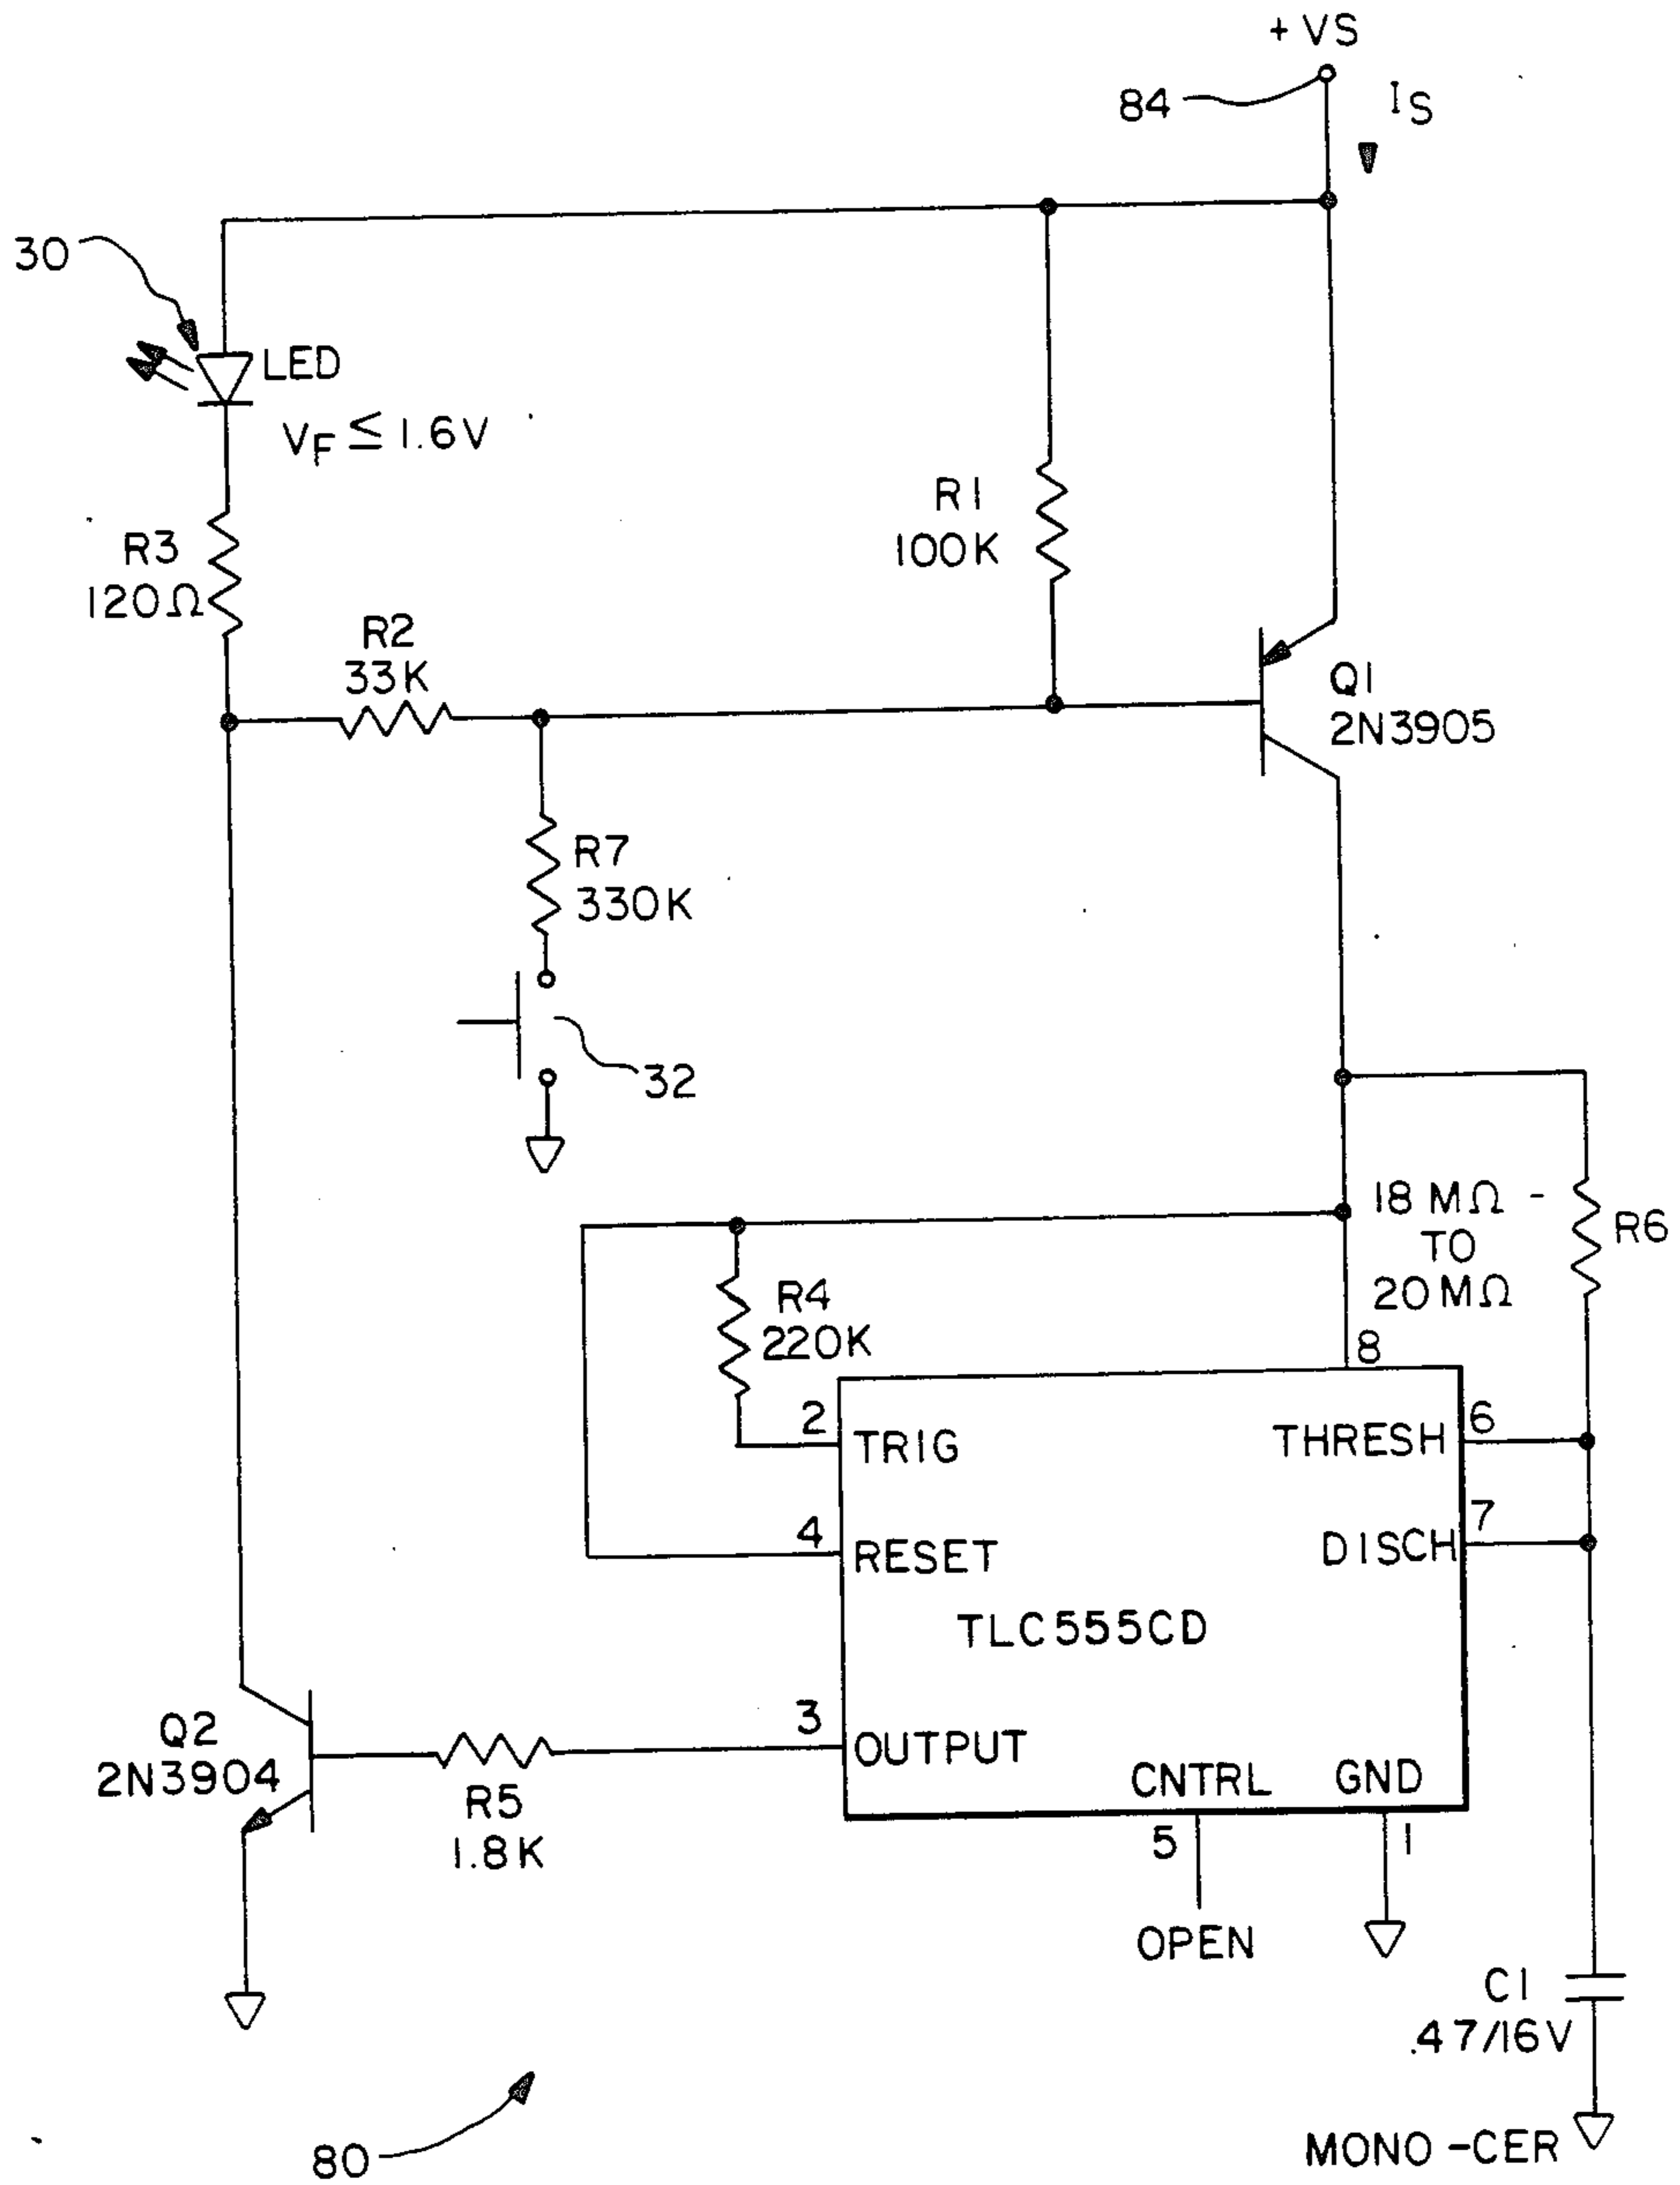 + VS
84
IS
30
LED
VF ≤ 1.6V
R3
120Ω
R1
100K
R2
33K
Q1
2N3905
R7
330K
32
18 MΩ -
TO
20MΩ
R6
R4
220K
8
2
TRIG
THRESH
6
4
RESET
DISCH
7
TLC555CD
3
OUTPUT
CNTRL
GND
5
1
OPEN
Q2
2N3904
R5
1.8K
C1
.47/16V
MONO-CER
80